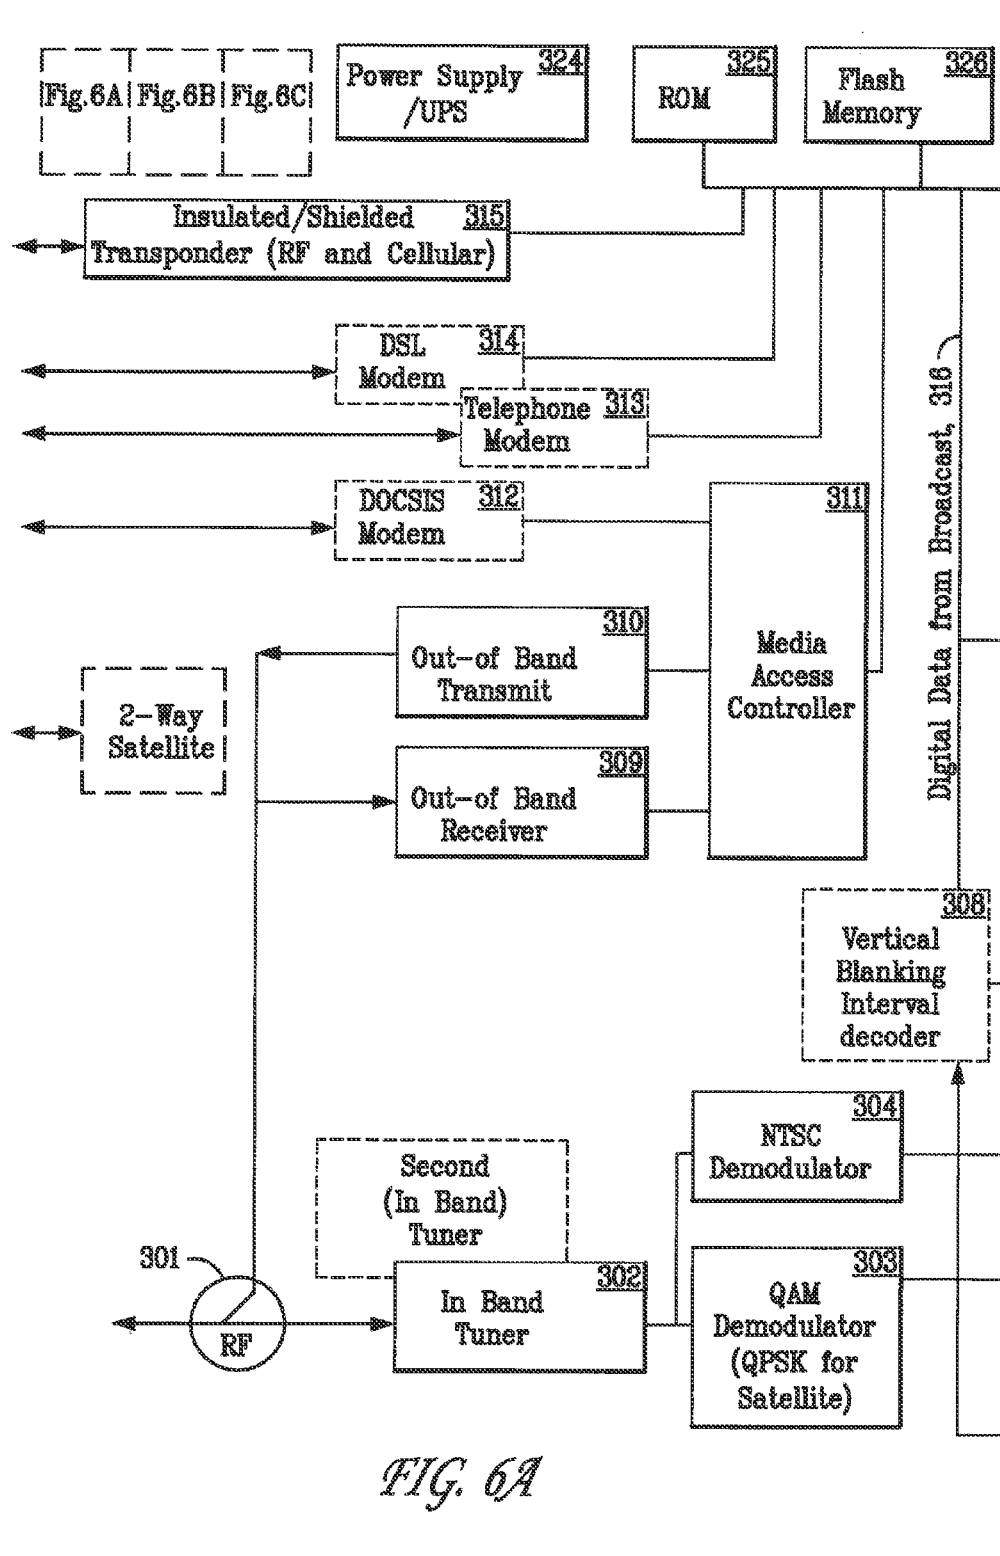 Fig.6A Fig.6B Fig.6C
324
Power Supply
/UPS
325
ROM
326
Flash
Memory
Insulated/Shielded 315
Transponder (RF and Cellular)
DSL 314
Modem
Telephone 313
Modem
DOCSIS 312
Modem
311
Media
Access
Controller
Digital Data from Broadcast, 316
310
Out-of Band
Transmit
2-Way
Satellite
309
Out-of Band
Receiver
308
Vertical
Blanking
Interval
decoder
304
NTSC
Demodulator
Second
(In Band)
Tuner
301
RF
302
In Band
Tuner
303
QAM
Demodulator
(QPSK for
Satellite)
FIG. 6A